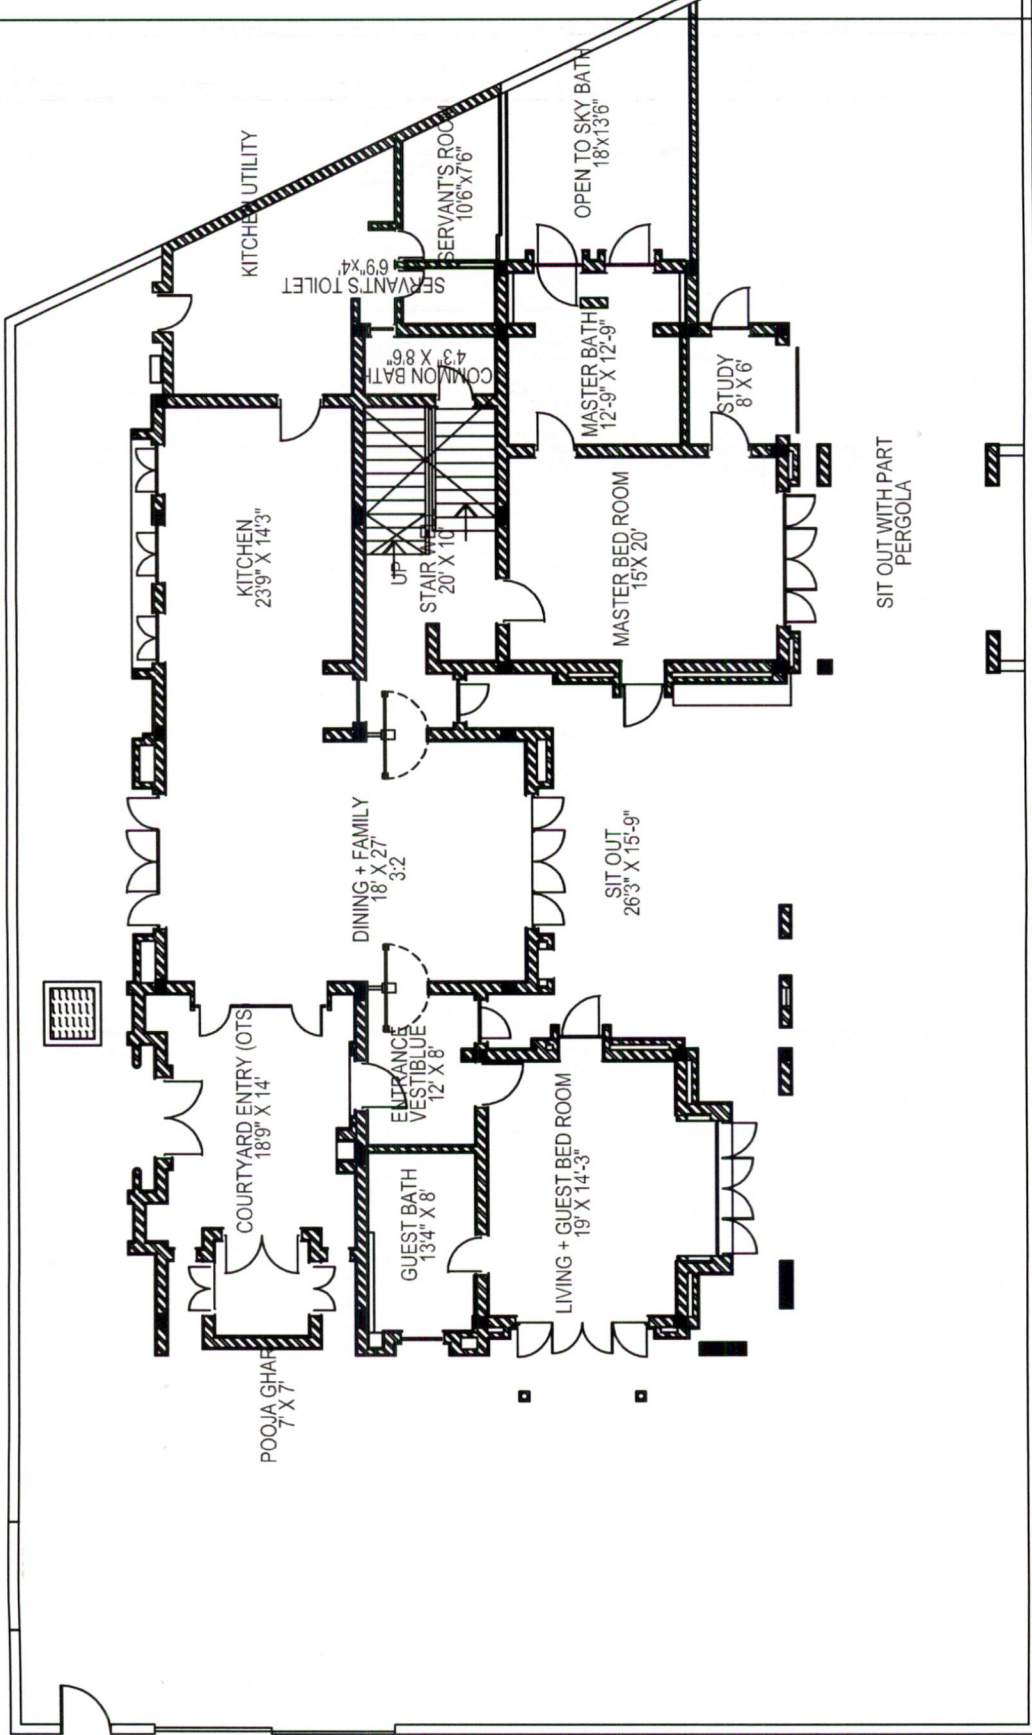 KITCHEN UTILITY
SERVANT'S ROOM
10'6"x7'6"
OPEN TO SKY BATH
18'x13'6"
SERVANT'S TOILET
6'9"x4'
COMMON BATH
4'3" X 8'6"
MASTER BATH
12'-9" X 12'-9"
STUDY
8' X 6'
KITCHEN
23'9" X 14'3"
UP
STAIR
20' X 10'
MASTER BED ROOM
15'X 20'
SIT OUT WITH PART
PERGOLA
DINING + FAMILY
18' X 27'
3:2
SIT OUT
26'3" X 15'-9"
COURTYARD ENTRY (OTS)
18'9" X 14'
ENTRANCE
VESTIBLUE
12' X 8'
GUEST BATH
13'4" X 8'
LIVING + GUEST BED ROOM
19' X 14'-3"
POOJA GHAR
7' X 7'